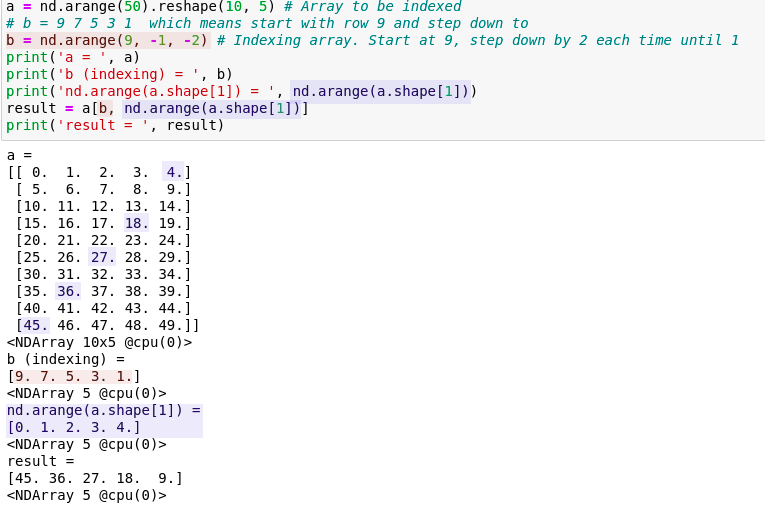 a = nd.arange(50).reshape(10, 5) # Array to be indexed
# b = 9 7 5 3 1  which means start with row 9 and step down to
b = nd.arange(9, -1, -2) # Indexing array. Start at 9, step down by 2 each time until 1
print('a = ', a)
print('b (indexing) = ', b)
print('nd.arange(a.shape[1]) = ', nd.arange(a.shape[1]))
result = a[b, nd.arange(a.shape[1])]
print('result = ', result)
a =
[[ 0.  1.  2.  3.  4.]
 [ 5.  6.  7.  8.  9.]
 [10. 11. 12. 13. 14.]
 [15. 16. 17. 18. 19.]
 [20. 21. 22. 23. 24.]
 [25. 26. 27. 28. 29.]
 [30. 31. 32. 33. 34.]
 [35. 36. 37. 38. 39.]
 [40. 41. 42. 43. 44.]
 [45. 46. 47. 48. 49.]]
<NDArray 10x5 @cpu(0)>
b (indexing) =
[9. 7. 5. 3. 1.]
<NDArray 5 @cpu(0)>
nd.arange(a.shape[1]) =
[0. 1. 2. 3. 4.]
<NDArray 5 @cpu(0)>
result =
[45. 36. 27. 18.  9.]
<NDArray 5 @cpu(0)>